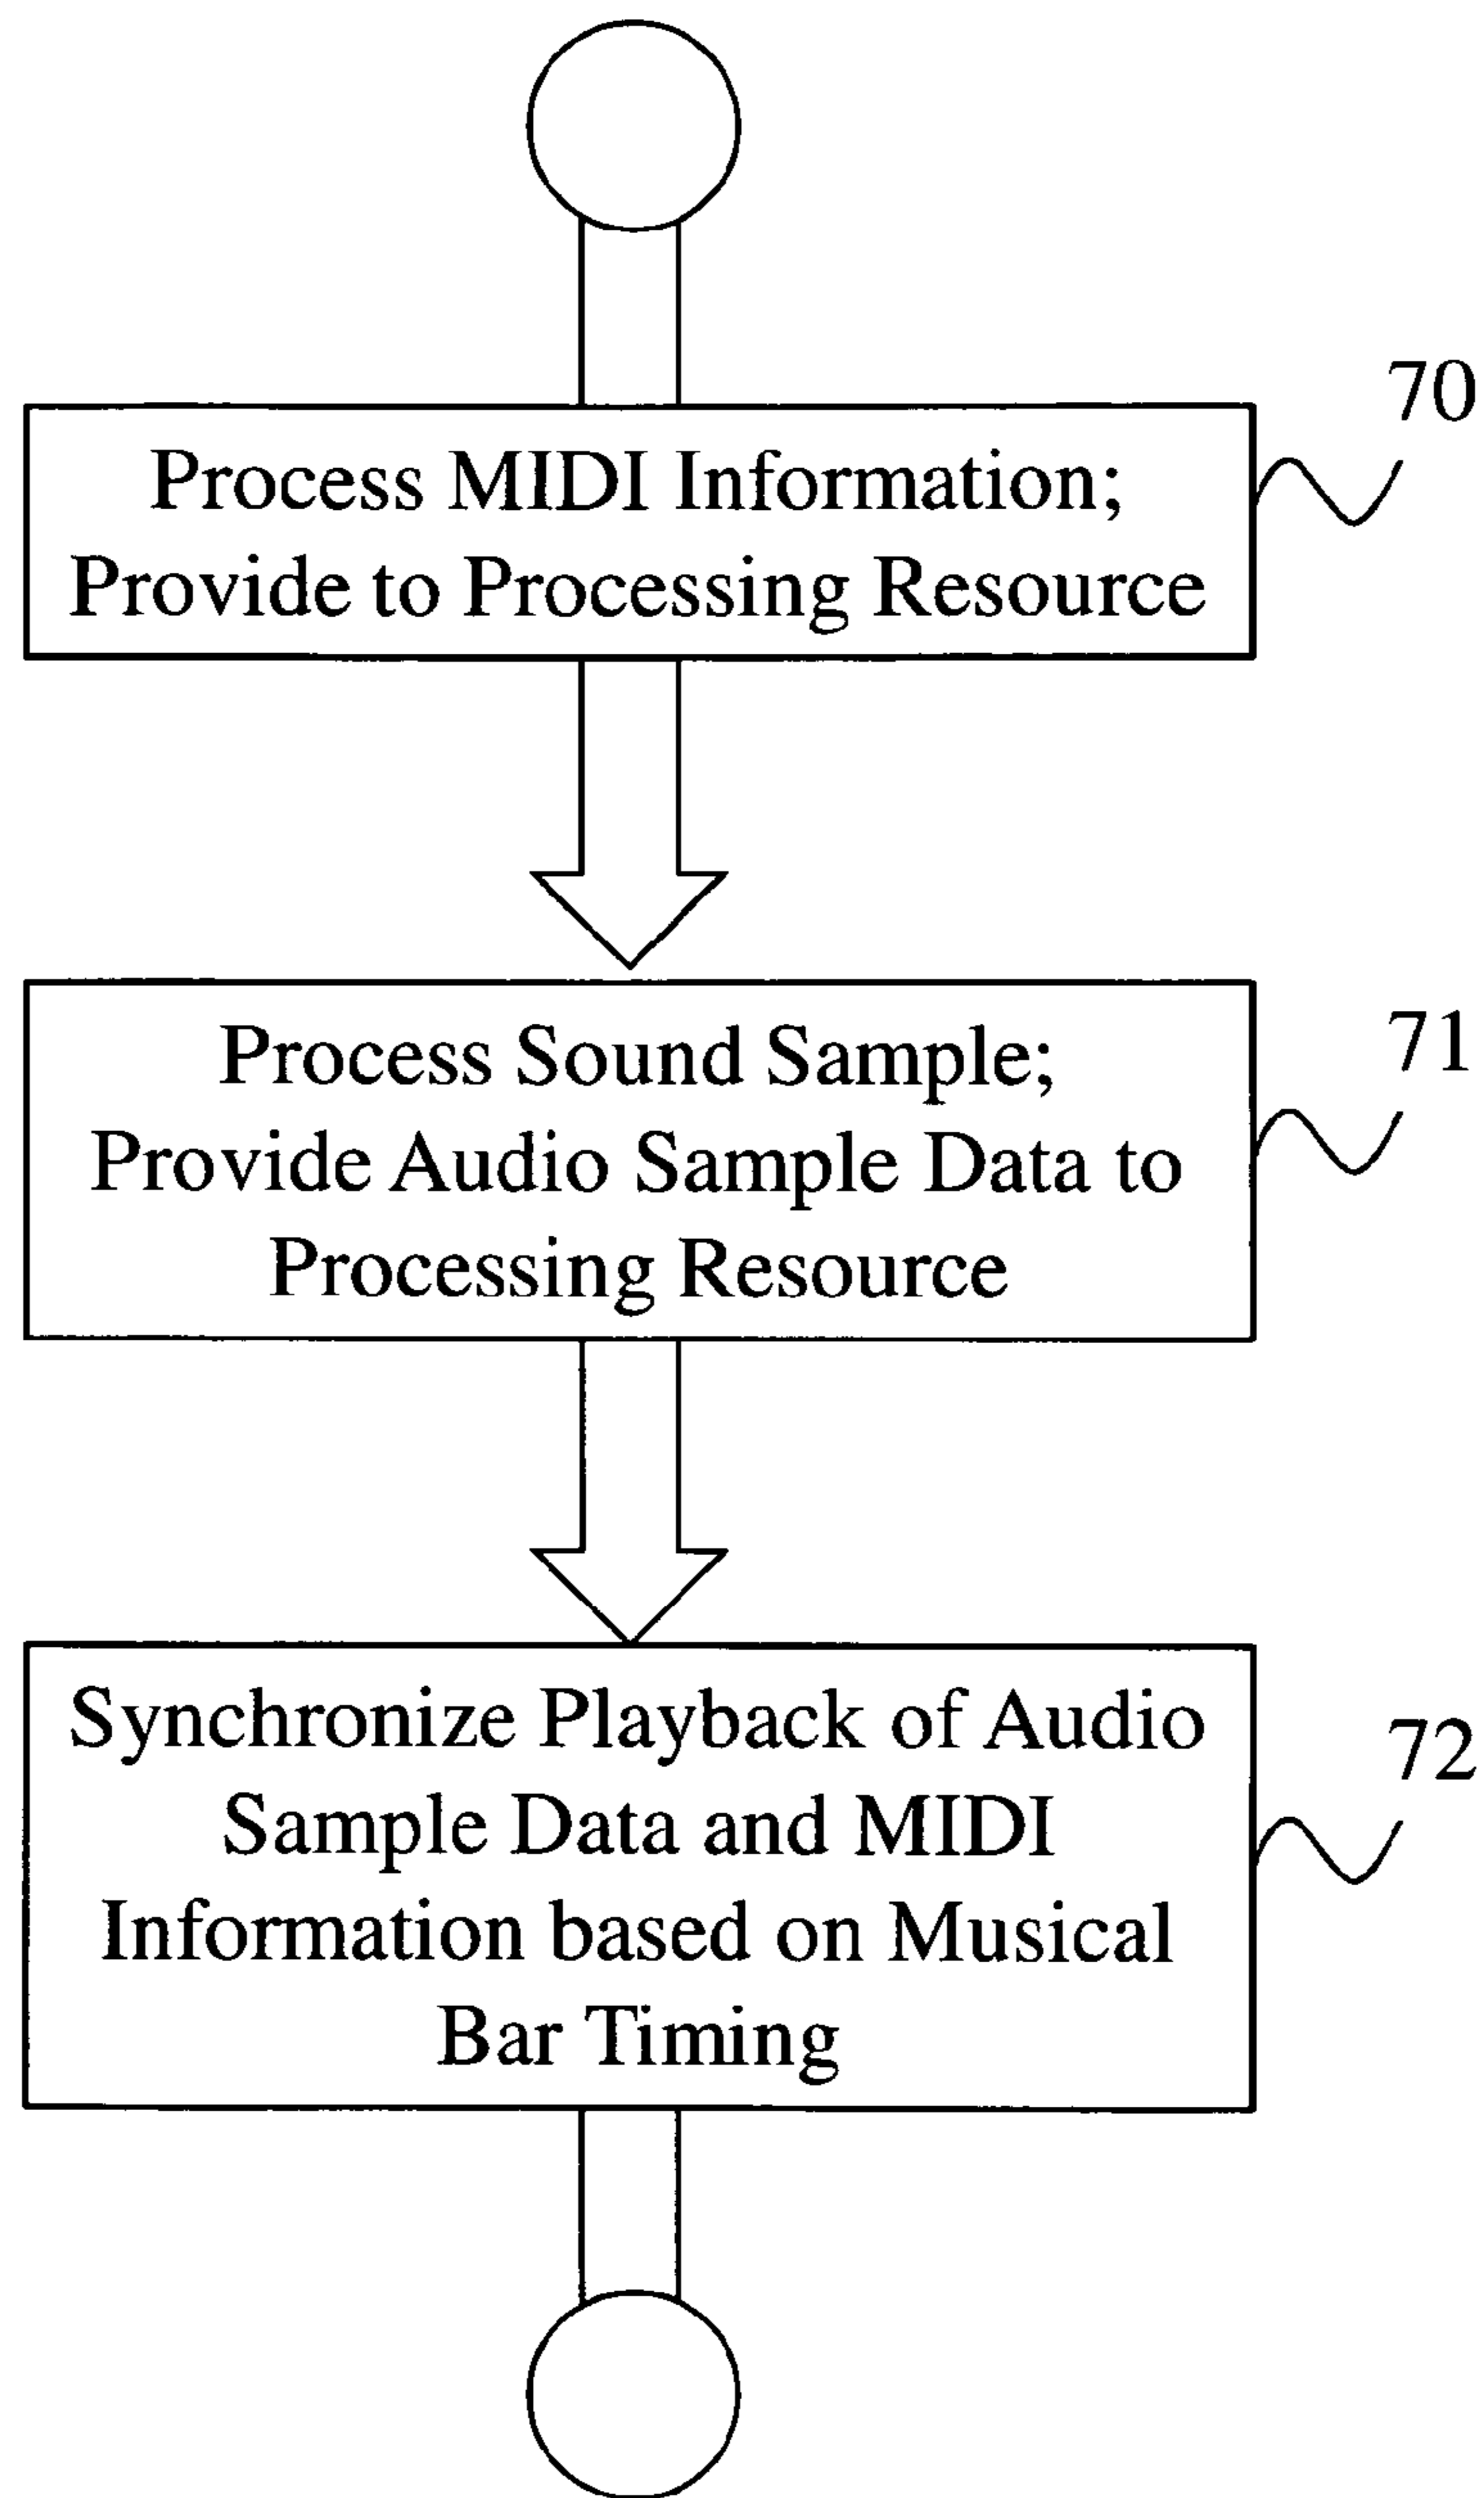 70
Process MIDI Information;
Provide to Processing Resource
71
Process Sound Sample;
Provide Audio Sample Data to
Processing Resource
72
Synchronize Playback of Audio
Sample Data and MIDI
Information based on Musical
Bar Timing